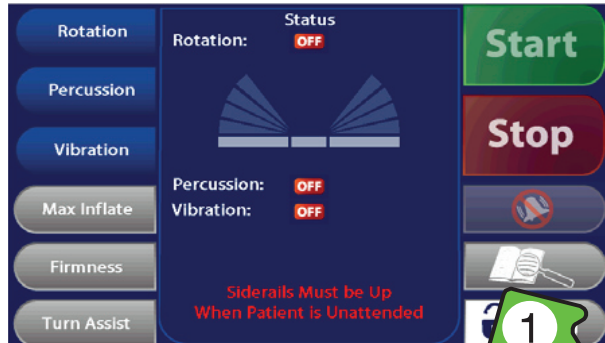 Rotation
Percussion
Vibration
Max Inflate
Firmness
Turn Assist
Status
Rotation: OFF
Percussion: OFF
Vibration: OFF
Siderails Must be Up
When Patient is Unattended
Start
Stop
1